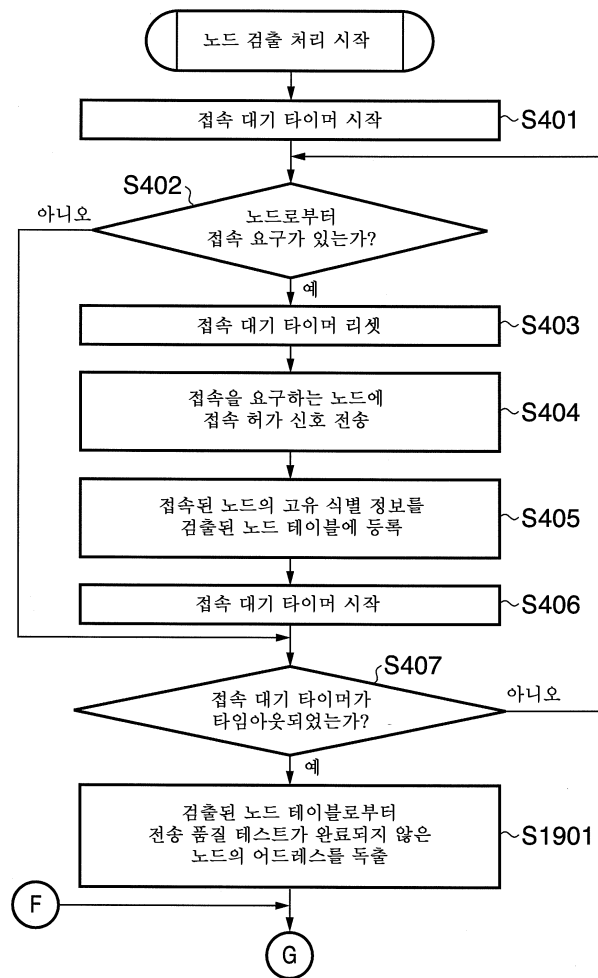 노드 검출 처리 시작
접속 대기 타이머 시작
S401
S402
아니오
노드로부터
접속 요구가 있는가?
예
접속 대기 타이머 리셋
S403
접속을 요구하는 노드에
접속 허가 신호 전송
S404
접속된 노드의 고유 식별 정보를
검출된 노드 테이블에 등록
S405
접속 대기 타이머 시작
S406
S407
접속 대기 타이머가
타임아웃되었는가?
아니오
예
검출된 노드 테이블로부터
전송 품질 테스트가 완료되지 않은
노드의 어드레스를 독출
S1901
F
G